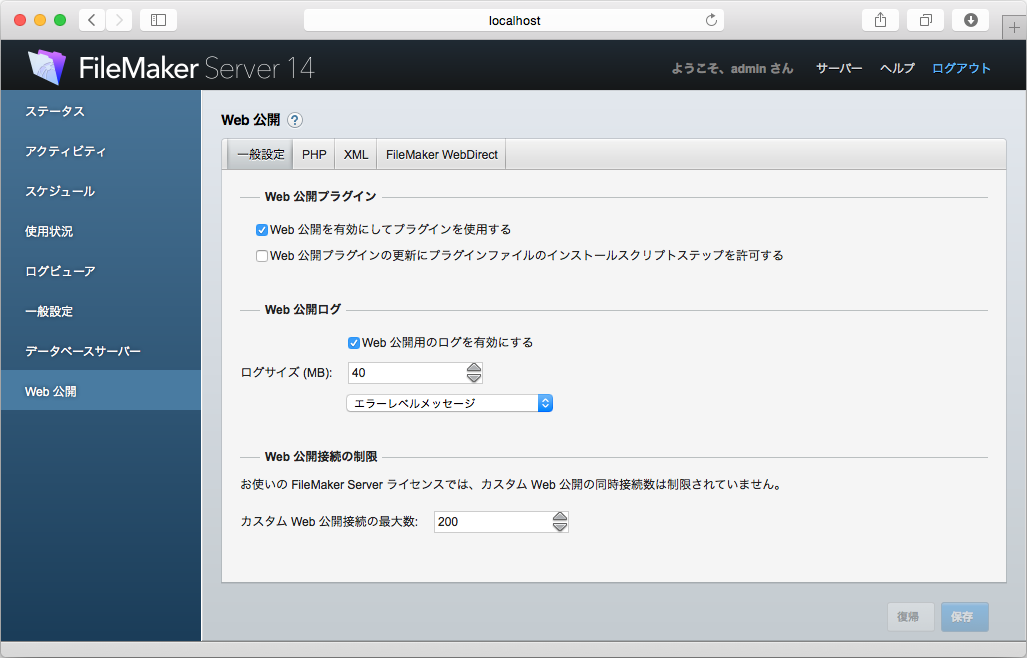 localhost
FileMaker Server 14
ようこそ、admin さん サーバー ヘルプ ログアウト
ステータス
アクティビティ
スケジュール
使用状況
ログビューア
一般設定
データベースサーバー
Web 公開
Web 公開 ?
一般設定 PHP XML FileMaker WebDirect
Web 公開プラグイン
Web 公開を有効にしてプラグインを使用する
Web 公開プラグインの更新にプラグインファイルのインストールスクリプトステップを許可する
Web 公開ログ
Web 公開用のログを有効にする
ログサイズ (MB): 40
エラーレベルメッセージ
Web 公開接続の制限
お使いの FileMaker Server ライセンスでは、カスタム Web 公開の同時接続数は制限されていません。
カスタム Web 公開接続の最大数: 200
復帰 保存